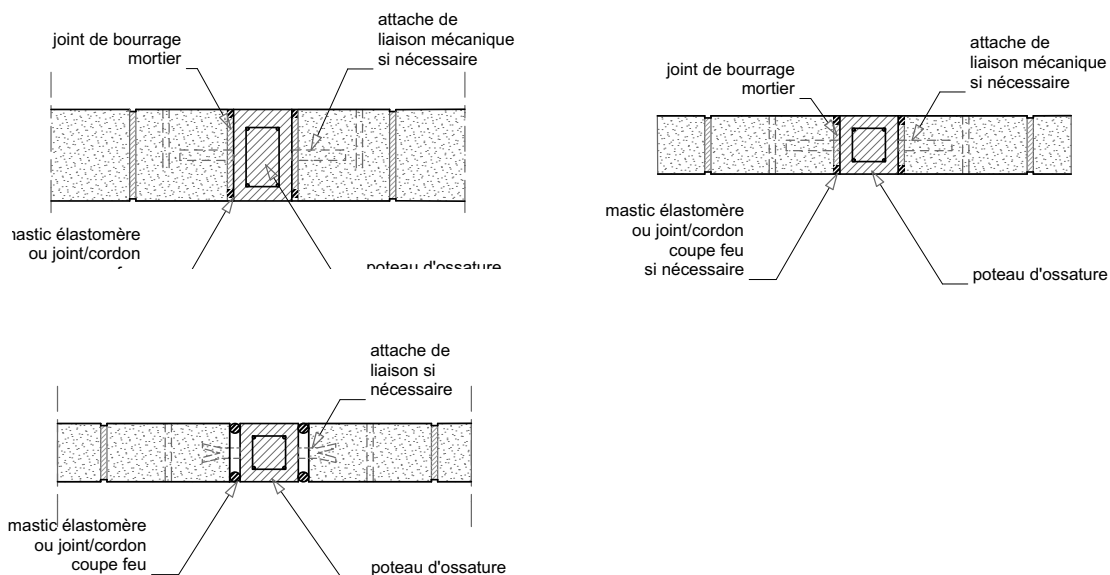 joint de bourrage
mortier
attache de
liaison mécanique
si nécessaire
mastic élastomère
ou joint/cordon
poteau d'ossature
joint de bourrage
mortier
attache de
liaison mécanique
si nécessaire
mastic élastomère
ou joint/cordon
coupe feu
si nécessaire
poteau d'ossature
attache de
liaison si
nécessaire
mastic élastomère
ou joint/cordon
coupe feu
poteau d'ossature